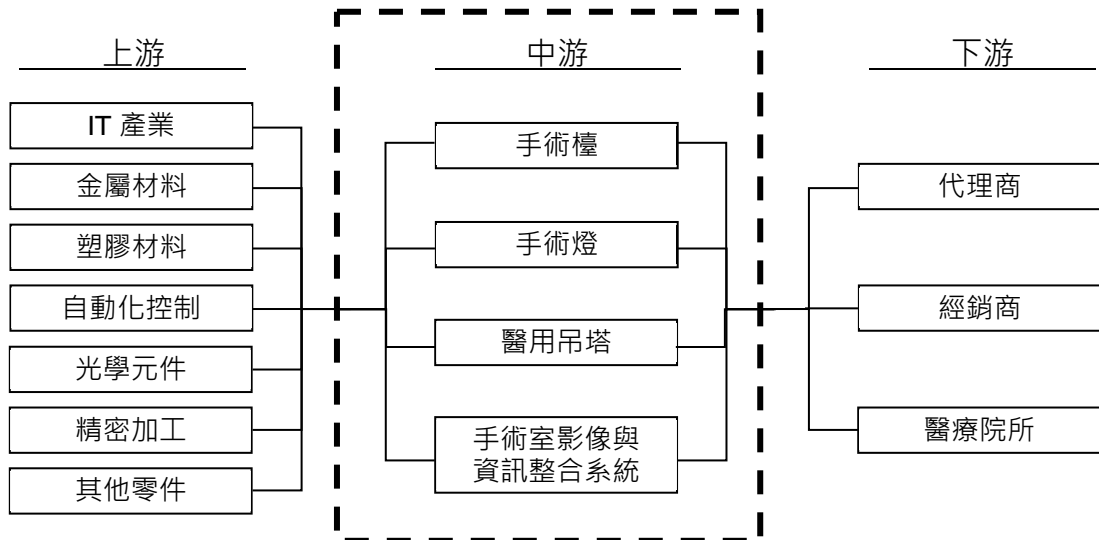 上游
IT 產業
金屬材料
塑膠材料
自動化控制
光學元件
精密加工
其他零件
中游
手術檯
手術燈
醫用吊塔
手術室影像與
資訊整合系統
下游
代理商
經銷商
醫療院所